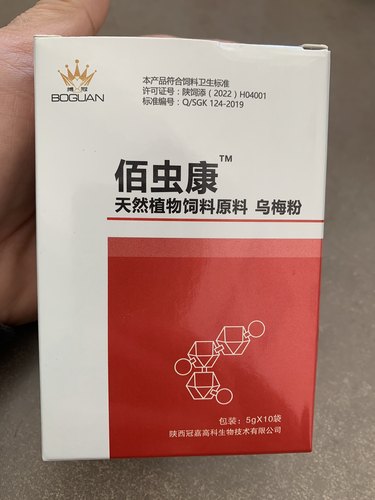 博 冠
BOGUAN
本产品符合饲料卫生标准
许可证号：陕饲添（2022）H04001
标准编号：Q/SGK 124-2019
佰虫康™
天然植物饲料原料 乌梅粉
包装：5gX10袋
陕西冠嘉高科生物技术有限公司